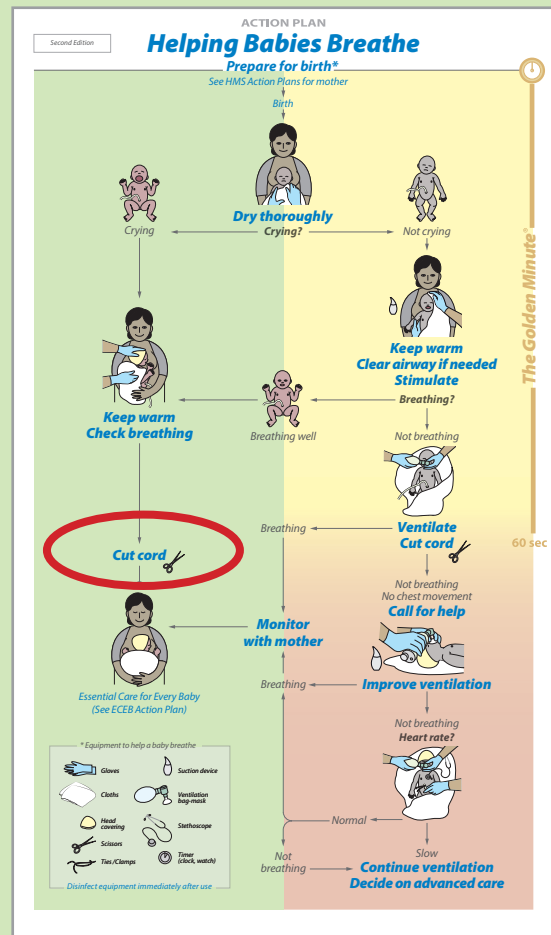 ACTION PLAN
Second Edition
Helping Babies Breathe
Prepare for birth*
See HMS Action Plans for mother
Birth
Dry thoroughly
Crying
Crying?
Not crying
The Golden Minute®
Keep warm
Clear airway if needed
Stimulate
Breathing?
Keep warm
Check breathing
Breathing well
Not breathing
Cut cord
Breathing
Ventilate
Cut cord
60 sec
Not breathing
No chest movement
Call for help
Monitor
with mother
Essential Care for Every Baby
(See ECEB Action Plan)
Breathing
Improve ventilation
Not breathing
Heart rate?
* Equipment to help a baby breathe
Gloves
Suction device
Cloths
Ventilation
bag-mask
Head
covering
Stethoscope
Scissors
Ties/Clamps
Timer
(clock, watch)
Disinfect equipment immediately after use
Normal
Not
breathing
Slow
Continue ventilation
Decide on advanced care